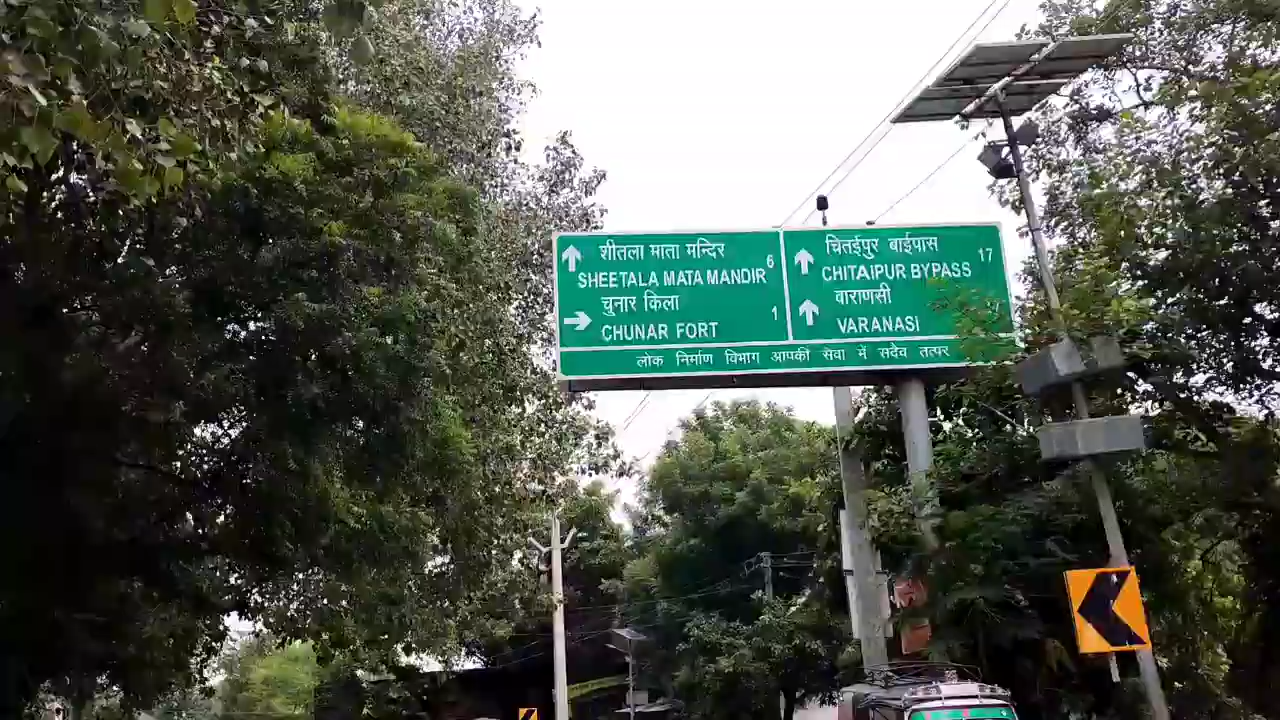 शीतला माता मन्दिर 6
SHEETALA MATA MANDIR
चुनार किला
CHUNAR FORT 1
चितईपुर बाईपास 17
CHITAIPUR BYPASS
वाराणसी
VARANASI
लोक निर्माण विभाग आपकी सेवा में सदैव तत्पर